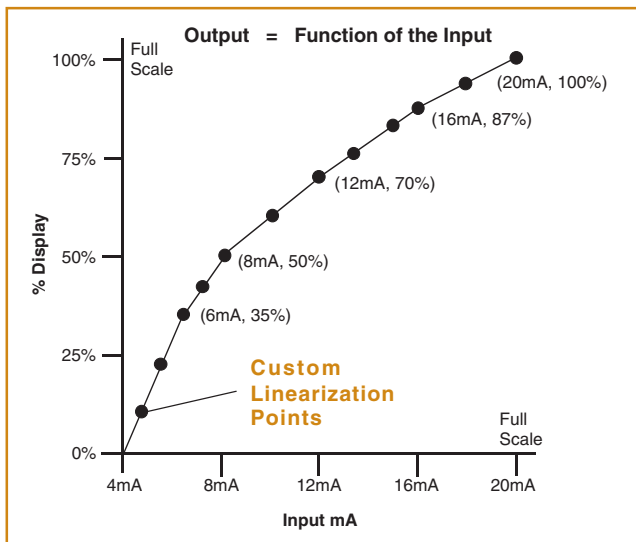 Output = Function of the Input
Full
Scale
100%
(20mA, 100%)
(16mA, 87%)
75%
(12mA, 70%)
% Display
50%
(8mA, 50%)
(6mA, 35%)
25%
Custom
Linearization
Points
Full
Scale
0%
4mA 8mA 12mA 16mA 20mA
Input mA